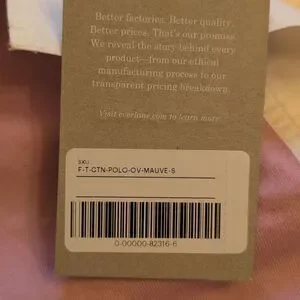 Better factories. Better quality.
Better prices. That's our promise.
We reveal the story behind every
product—from our ethical
manufacturing process to our
transparent pricing breakdown.
Visit everlane.com to learn more.
SKU
F-T-GTN-POLO-OV-MAUVE-S
0-00000-82316-6